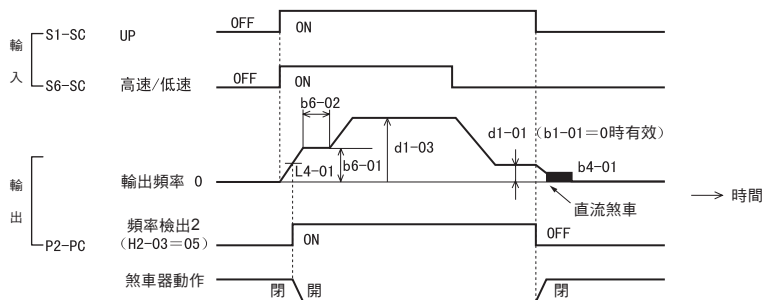 OFF ON
輸入 S1-SC UP
S6-SC 高速/低速 OFF ON
b6-02
d1-01 (b1-01=0時有效)
d1-03
b6-01
L4-01
b4-01
輸出 輸出頻率 0
時間
直流煞車
頻率檢出2
P2-PC (H2-03=05) ON OFF
煞車器動作 閉 開 閉